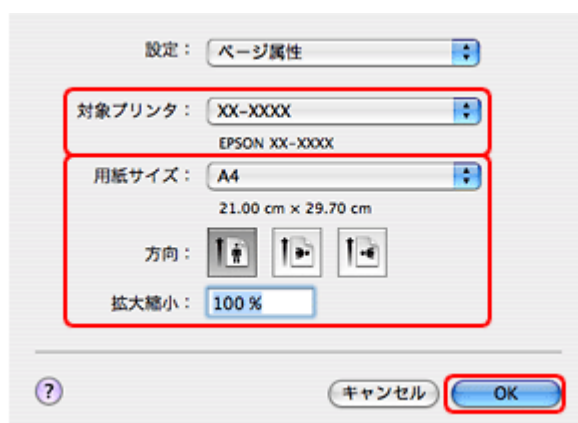 設定： ページ属性
対象プリンタ： XX-XXXX
EPSON XX-XXXX
用紙サイズ： A4
21.00 cm × 29.70 cm
方向：
拡大縮小： 100 %
? キャンセル OK